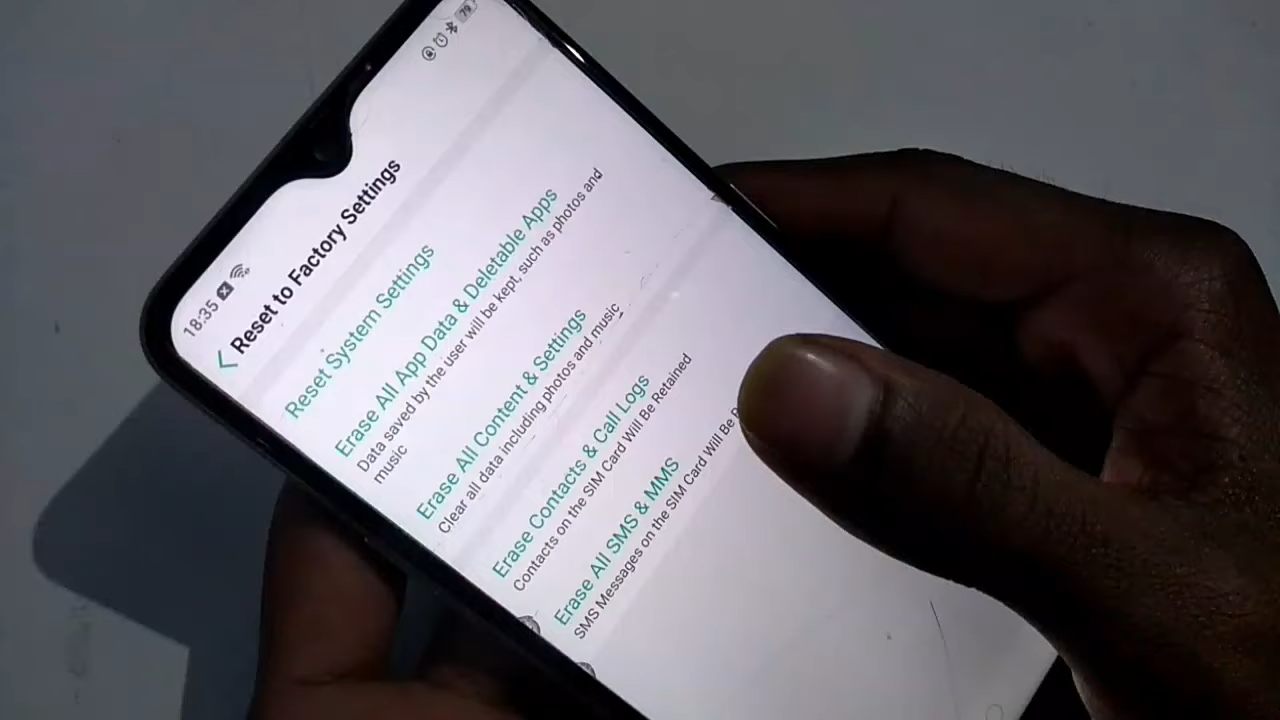 18:35
79
Reset to Factory Settings
Reset System Settings
Erase All App Data & Deletable Apps
Data saved by the user will be kept, such as photos and
music
Erase All Content & Settings
Clear all data including photos and music
Erase Contacts & Call Logs
Contacts on the SIM Card Will Be Retained
Erase All SMS & MMS
SMS Messages on the SIM Card Will Be